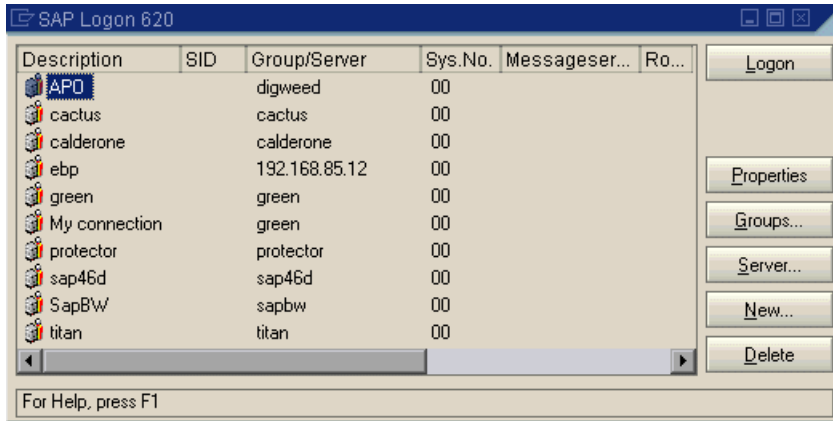 SAP Logon 620
Description SID Group/Server Sys.No. Messageser... Ro...
APO digweed 00
cactus cactus 00
calderone calderone 00
ebp 192.168.85.12 00
green green 00
My connection green 00
protector protector 00
sap46d sap46d 00
SapBW sapbw 00
titan titan 00
Logon
Properties
Groups...
Server...
New...
Delete
For Help, press F1